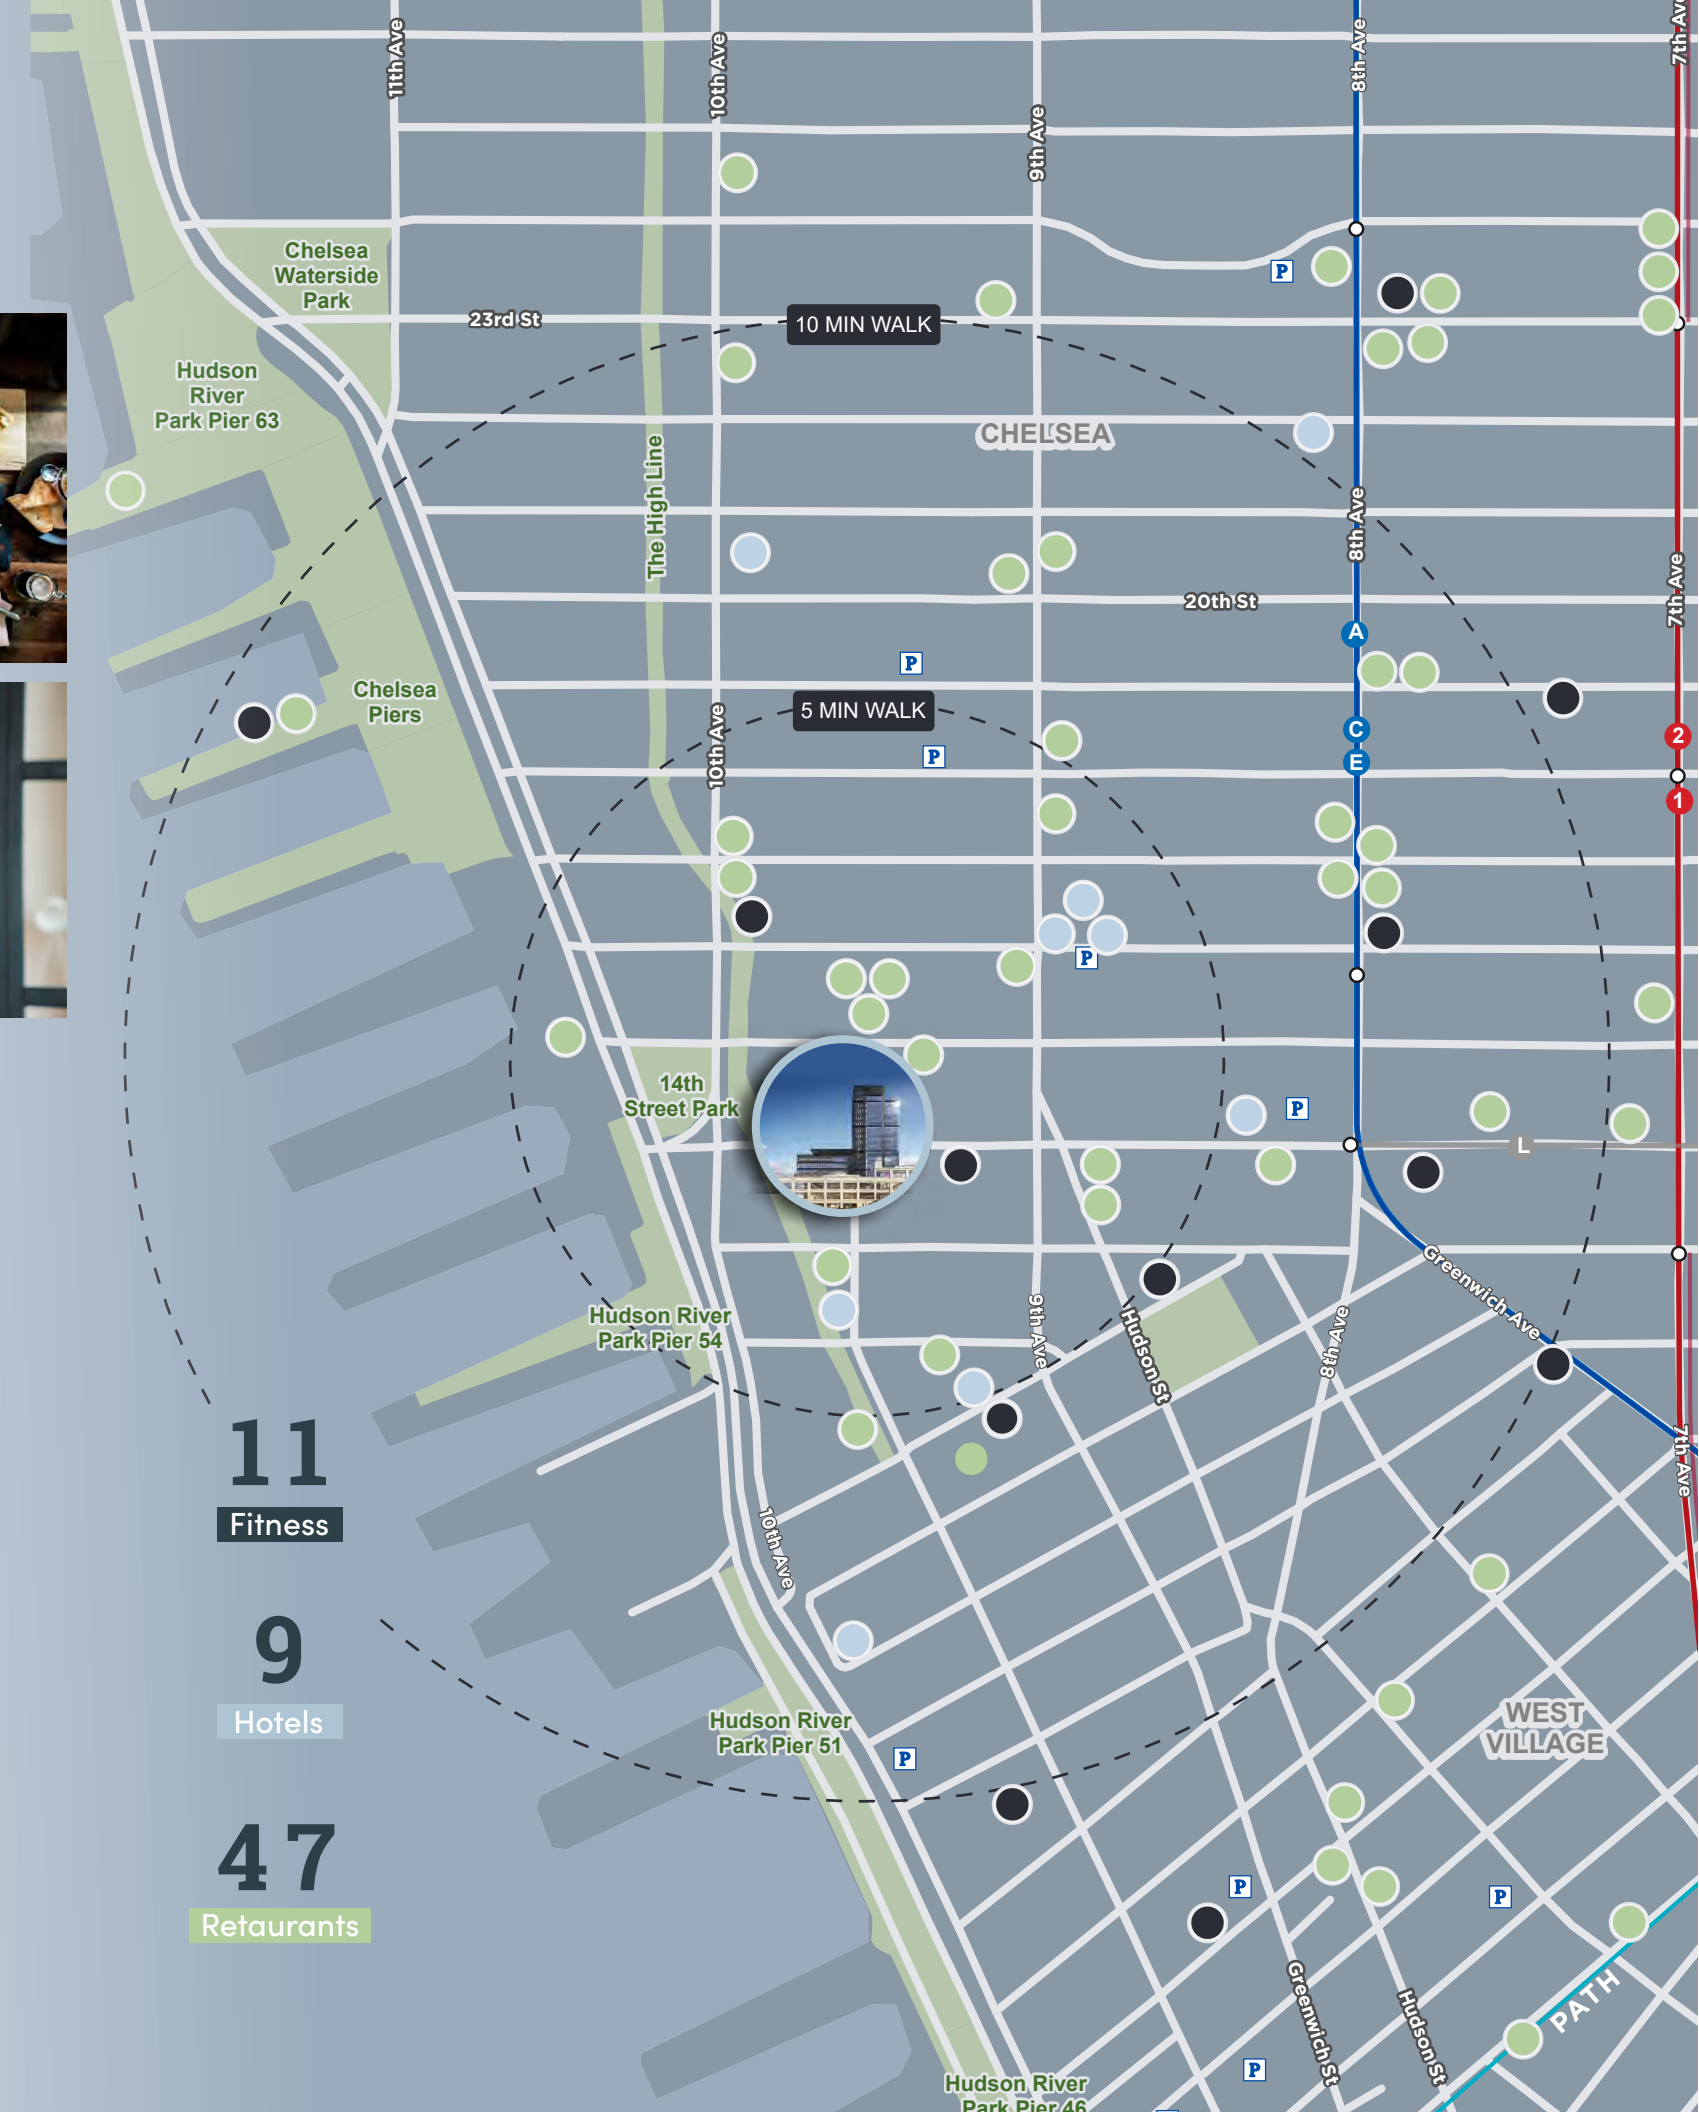 11th Ave
10th Ave
9th Ave
8th Ave
7th Ave
Chelsea
Waterside
Park
P
23rd St
10 MIN WALK
Hudson
River
Park Pier 63
CHELSEA
The High Line
8th Ave
7th Ave
20th St
A
P
Chelsea
Piers
5 MIN WALK
10th Ave
C
2
P
E
1
P
14th
Street Park
P
L
Greenwich Ave
Hudson River
Park Pier 54
9th Ave
Hudson St
8th Ave
7th Ave
11
Fitness
10th Ave
9
Hotels
Hudson River
Park Pier 51
P
WEST
VILLAGE
47
Retaurants
P
P
Greenwich St
Hudson St
PATH
P
Hudson River
Park Pier 46